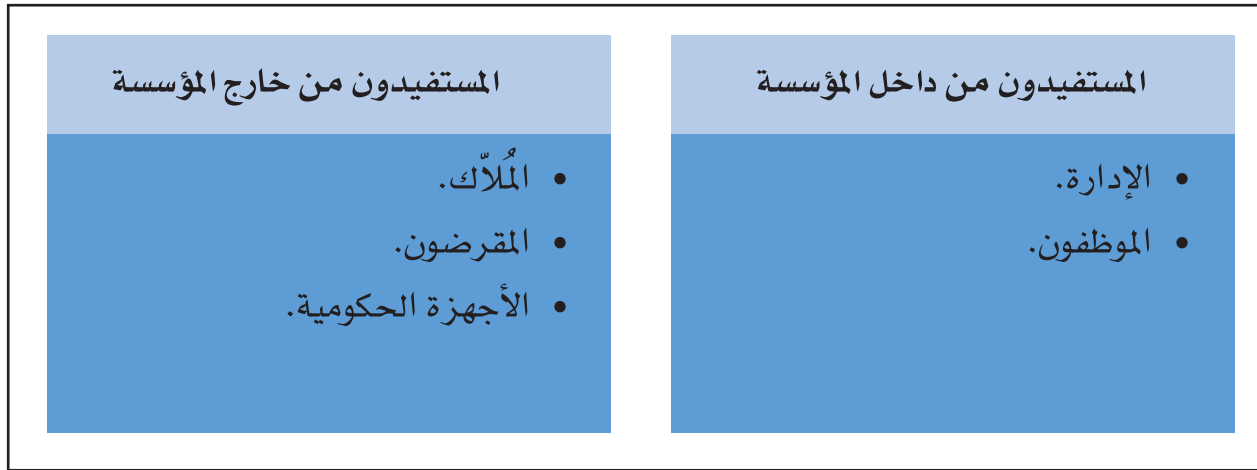 المستفيدون من داخل المؤسسة
• الإدارة.
• الموظفون.
المستفيدون من خارج المؤسسة
• المُلاّك.
• المقرضون.
• الأجهزة الحكومية.